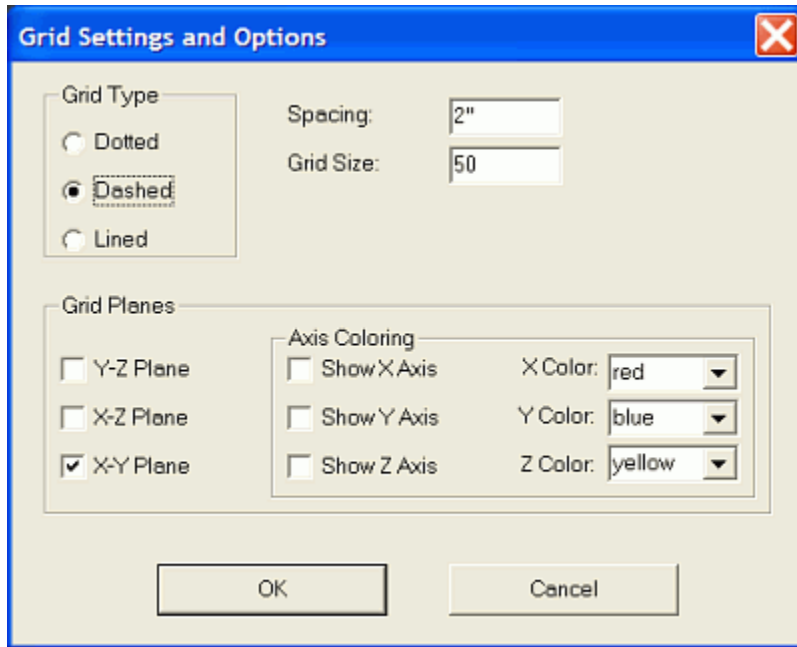 Grid Settings and Options
Grid Type
Dotted
Dashed
Lined
Spacing: 2"
Grid Size: 50
Grid Planes
Y-Z Plane
X-Z Plane
X-Y Plane
Axis Coloring
Show X Axis X Color: red
Show Y Axis Y Color: blue
Show Z Axis Z Color: yellow
OK Cancel